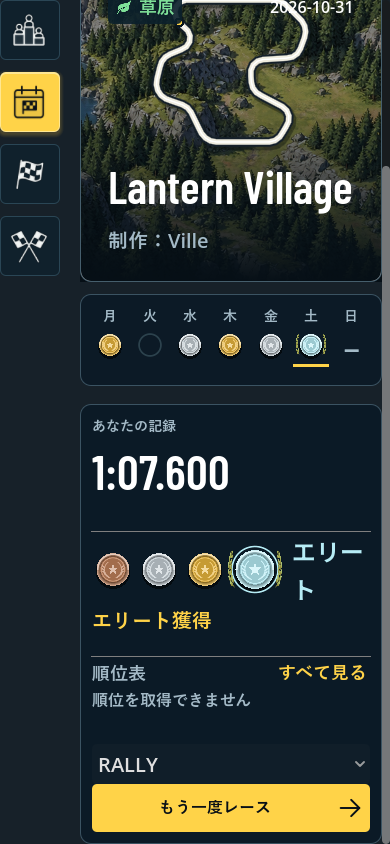 草原
2026-10-31
Lantern Village
制作：Ville
月 火 水 木 金 土 日
あなたの記録
1:07.600
エリー
ト
エリート獲得
順位表 すべて見る
順位を取得できません
RALLY
もう一度レース